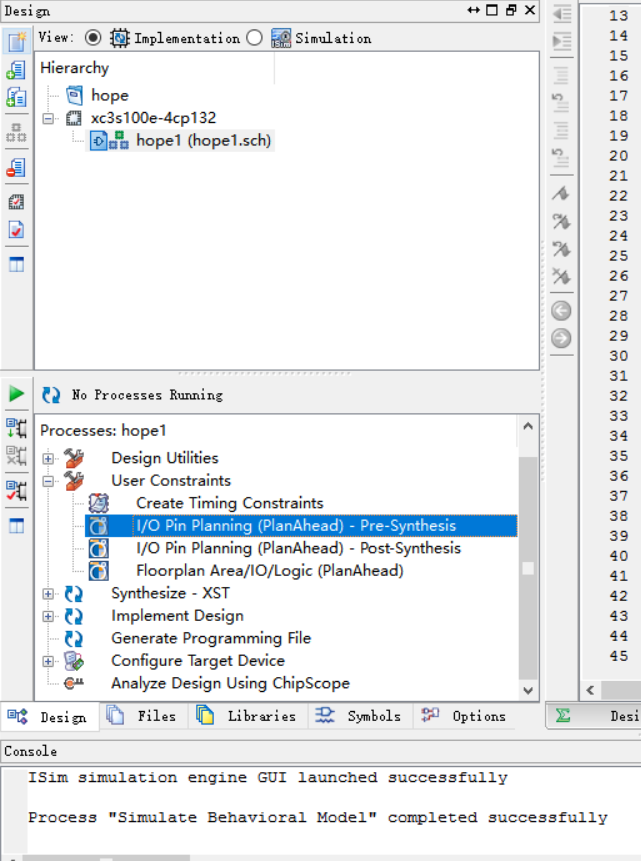 Design
View: Implementation Simulation
Hierarchy
hope
xc3s100e-4cp132
hope1 (hope1.sch)
No Processes Running
Processes: hope1
Design Utilities
User Constraints
Create Timing Constraints
I/O Pin Planning (PlanAhead) - Pre-Synthesis
I/O Pin Planning (PlanAhead) - Post-Synthesis
Floorplan Area/IO/Logic (PlanAhead)
Synthesize - XST
Implement Design
Generate Programming File
Configure Target Device
Analyze Design Using ChipScope
Design Files Libraries Symbols Options
13
14
15
16
17
18
19
20
21
22
23
24
25
26
27
28
29
30
31
32
33
34
35
36
37
38
39
40
41
42
43
44
45
Σ Desi
Console
ISim simulation engine GUI launched successfully
Process "Simulate Behavioral Model" completed successfully